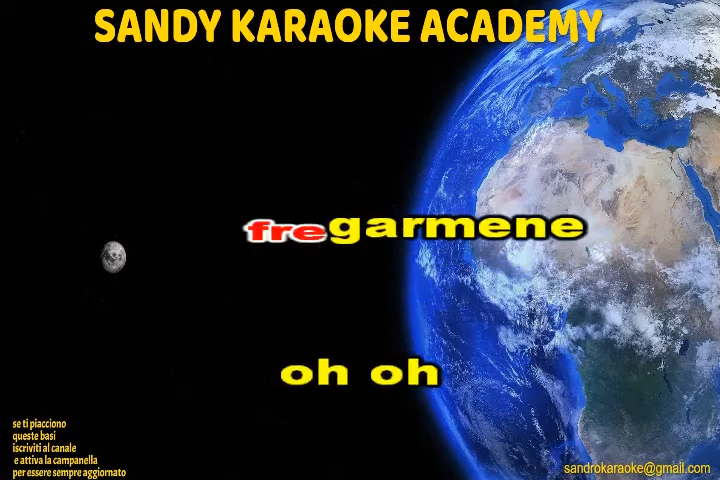 SANDY KARAOKE ACADEMY
fregarmene
oh oh
se ti piacciono
queste basi
iscriviti al canale
e attiva la campanella
per essere sempre aggiornato
sandrokaraoke@gmail.com